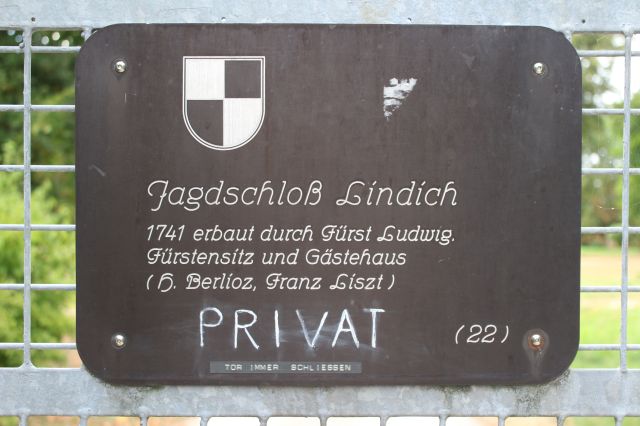 Jagdschloß Lindich
1741 erbaut durch Fürst Ludwig.
Fürstensitz und Gästehaus
(H. Berlioz, Franz Liszt)
PRIVAT
(22)
TOR IMMER SCHLIESSEN